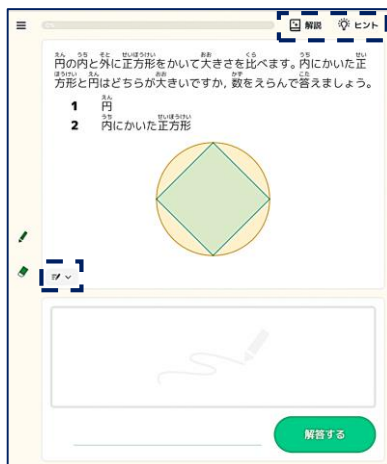 解説 ヒント
円の内と外に正方形をかいて大きさを比べます。内にかいた正
方形と円はどちらが大きいですか,数をえらんで答えましょう。
1 円
2 内にかいた正方形
解答する